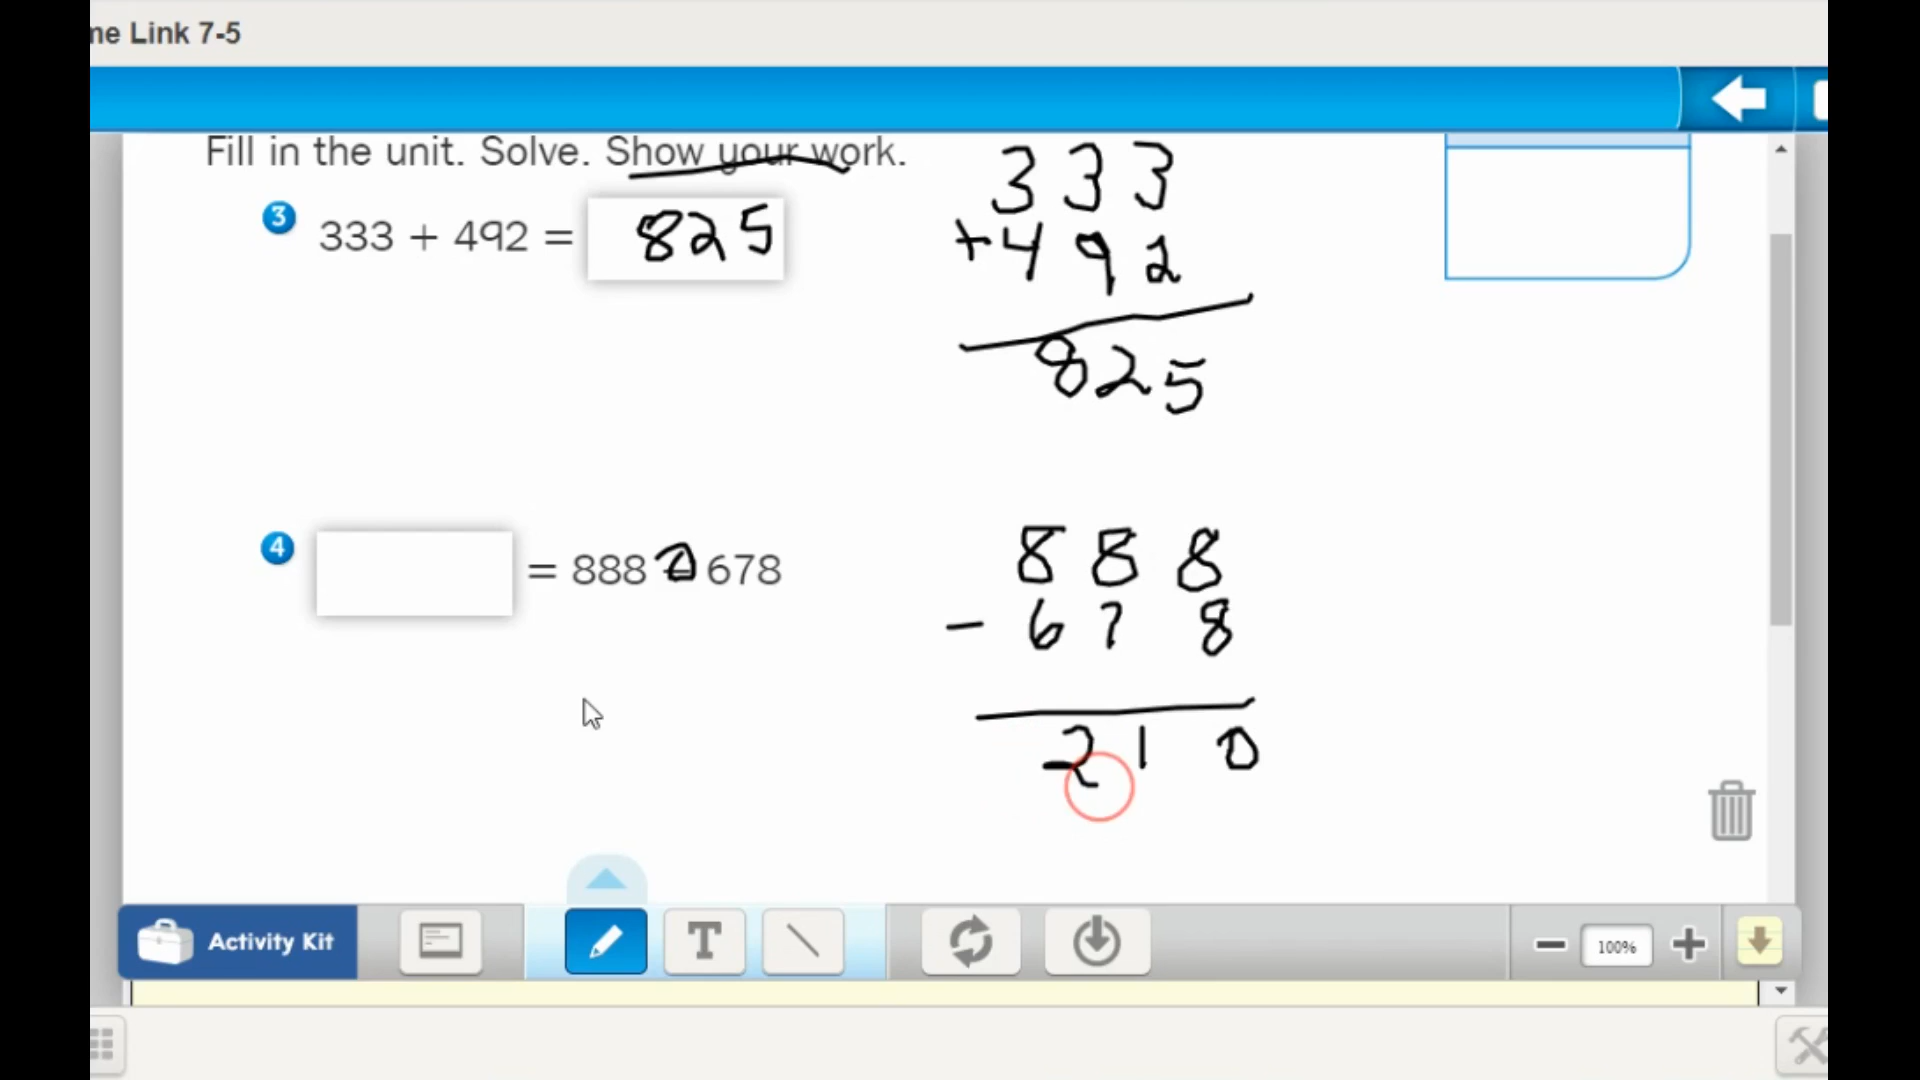 me Link 7-5
Fill in the unit. Solve. Show your work.
3 333 + 492 = 825
333
+492
825
4 = 888 - 678
888
- 678
210
Activity Kit
T
100%